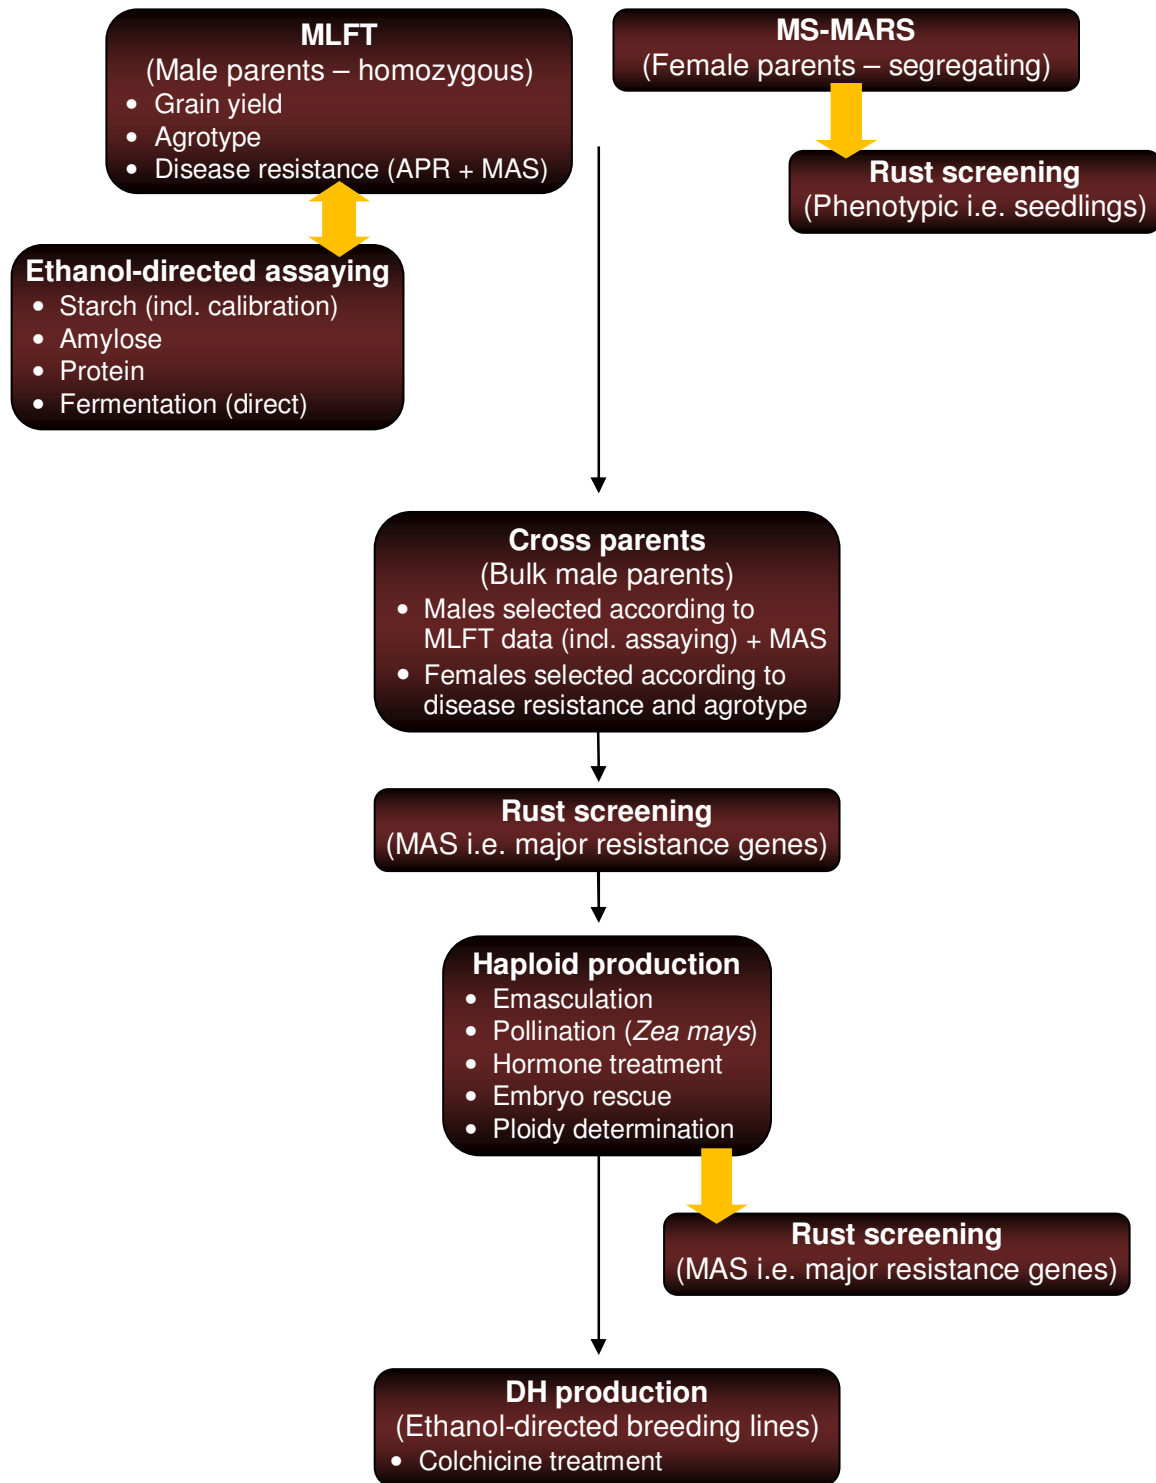 MLFT
(Male parents – homozygous)
• Grain yield
• Agrotype
• Disease resistance (APR + MAS)
MS-MARS
(Female parents – segregating)
Rust screening
(Phenotypic i.e. seedlings)
Ethanol-directed assaying
• Starch (incl. calibration)
• Amylose
• Protein
• Fermentation (direct)
Cross parents
(Bulk male parents)
• Males selected according to
MLFT data (incl. assaying) + MAS
• Females selected according to
disease resistance and agrotype
Rust screening
(MAS i.e. major resistance genes)
Haploid production
• Emasculation
• Pollination (Zea mays)
• Hormone treatment
• Embryo rescue
• Ploidy determination
Rust screening
(MAS i.e. major resistance genes)
DH production
(Ethanol-directed breeding lines)
• Colchicine treatment